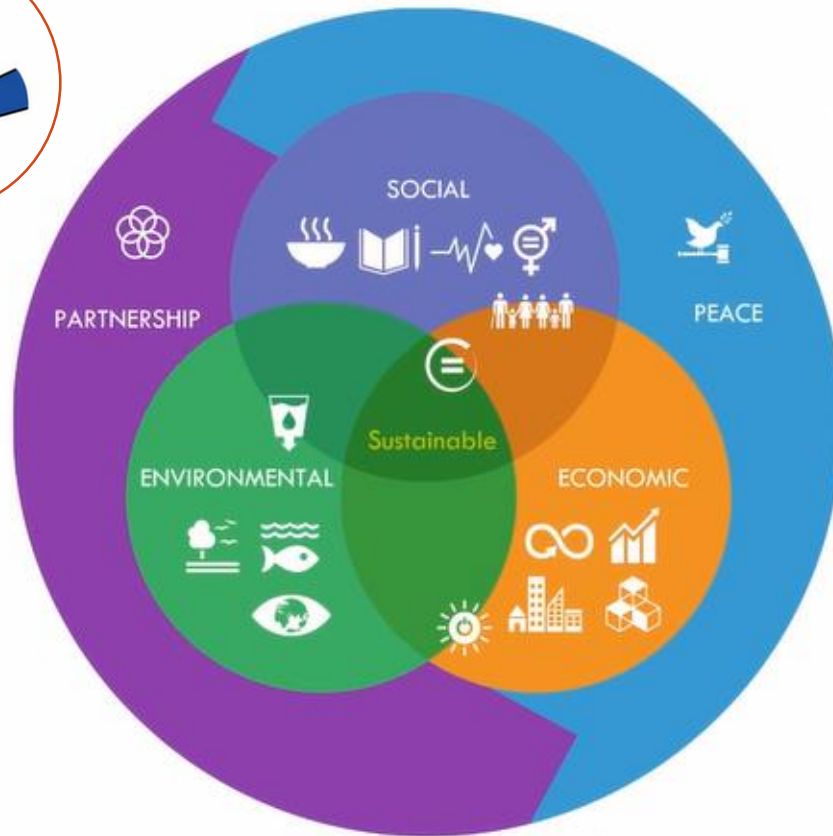 SOCIAL
PARTNERSHIP
PEACE
Sustainable
ENVIRONMENTAL
ECONOMIC